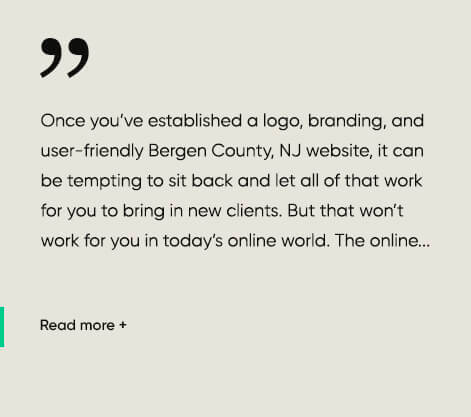 ”
Once you’ve established a logo, branding, and
user-friendly Bergen County, NJ website, it can
be tempting to sit back and let all of that work
for you to bring in new clients. But that won’t
work for you in today’s online world. The online...
Read more +